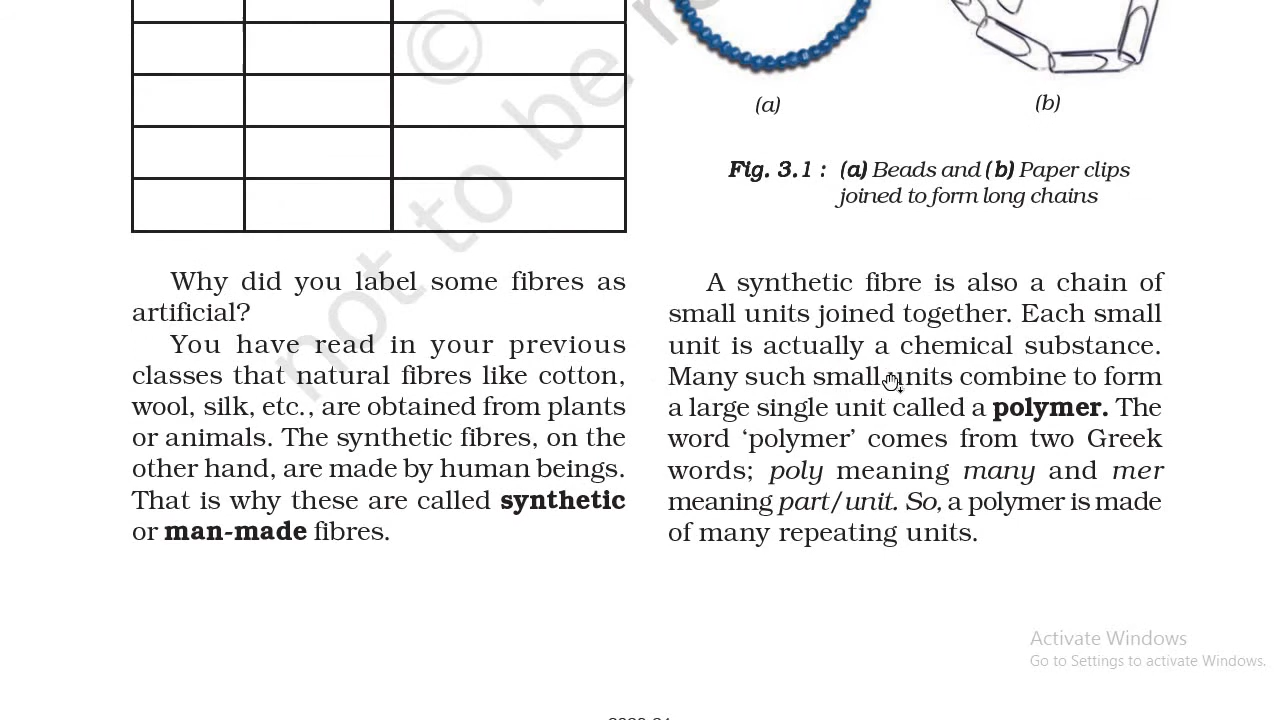 (a)
(b)
Fig. 3.1 : (a) Beads and (b) Paper clips
joined to form long chains
© 
not to be r
Why did you label some fibres as
artificial?
You have read in your previous
classes that natural fibres like cotton,
wool, silk, etc., are obtained from plants
or animals. The synthetic fibres, on the
other hand, are made by human beings.
That is why these are called synthetic
or man-made fibres.
A synthetic fibre is also a chain of
small units joined together. Each small
unit is actually a chemical substance.
Many such small units combine to form
a large single unit called a polymer. The
word ‘polymer’ comes from two Greek
words; poly meaning many and mer
meaning part/unit. So, a polymer is made
of many repeating units.
Activate Windows
Go to Settings to activate Windows.